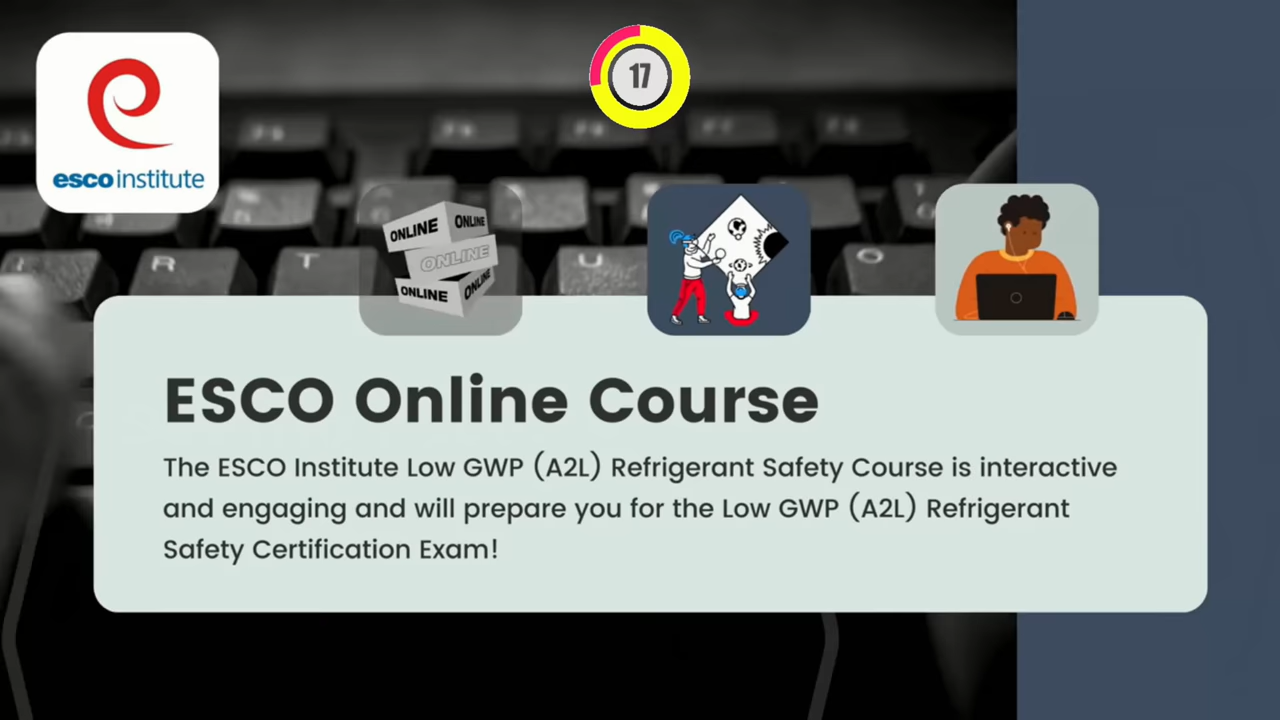 esco institute
17
ONLINE
ONLINE
ONLINE
ONLINE
ONLINE
R
T
U
O
ESCO Online Course
The ESCO Institute Low GWP (A2L) Refrigerant Safety Course is interactive
and engaging and will prepare you for the Low GWP (A2L) Refrigerant
Safety Certification Exam!